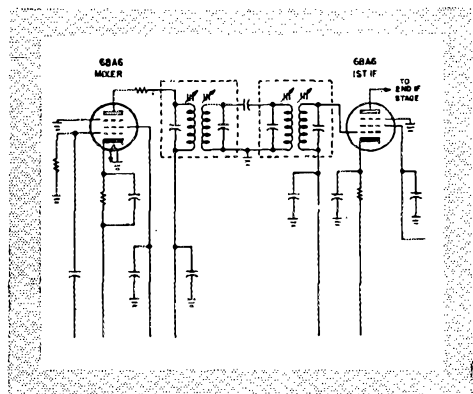 6BA6
MIXER
6BA6
1ST IF
TO
2ND IF
STAGE